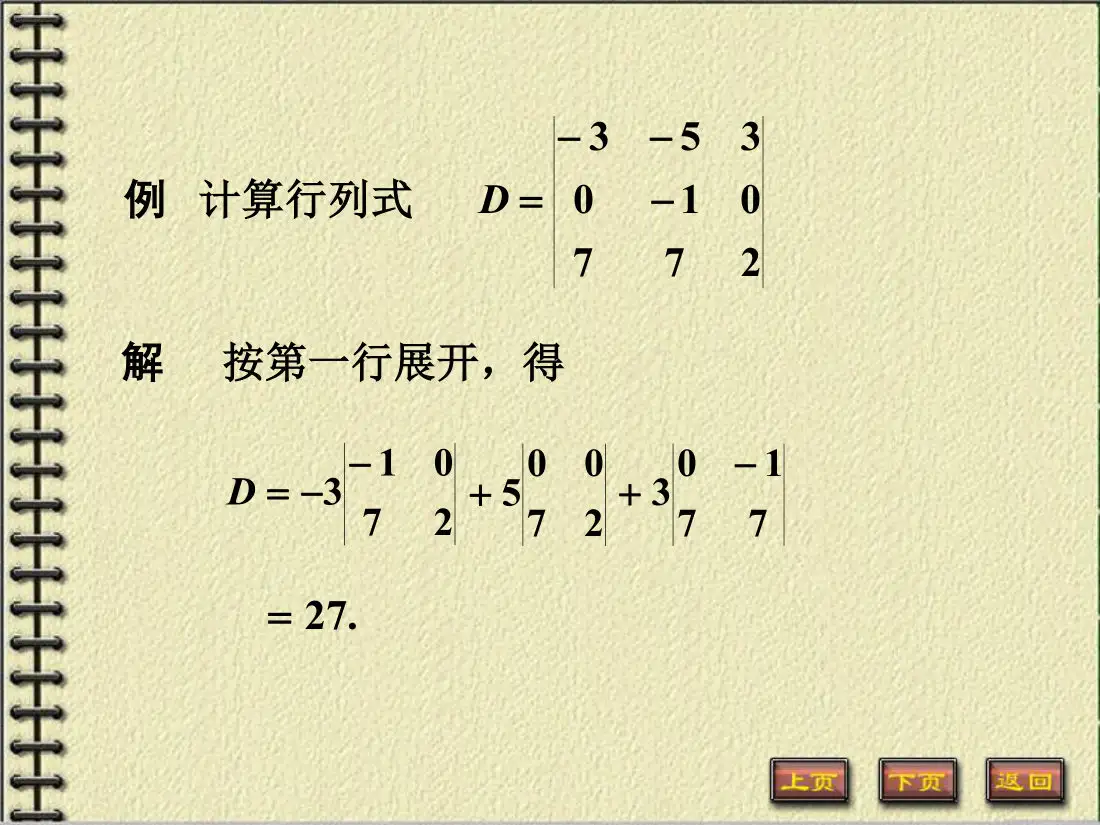 − 3 − 5 3
例 计算行列式 D = 0 − 1 0
7 7 2
解 按第一行展开，得
− 1 0 0 0 0 − 1
D = −3 + 5 + 3
7 2 7 2 7 7
= 27.
上页 下页 返回